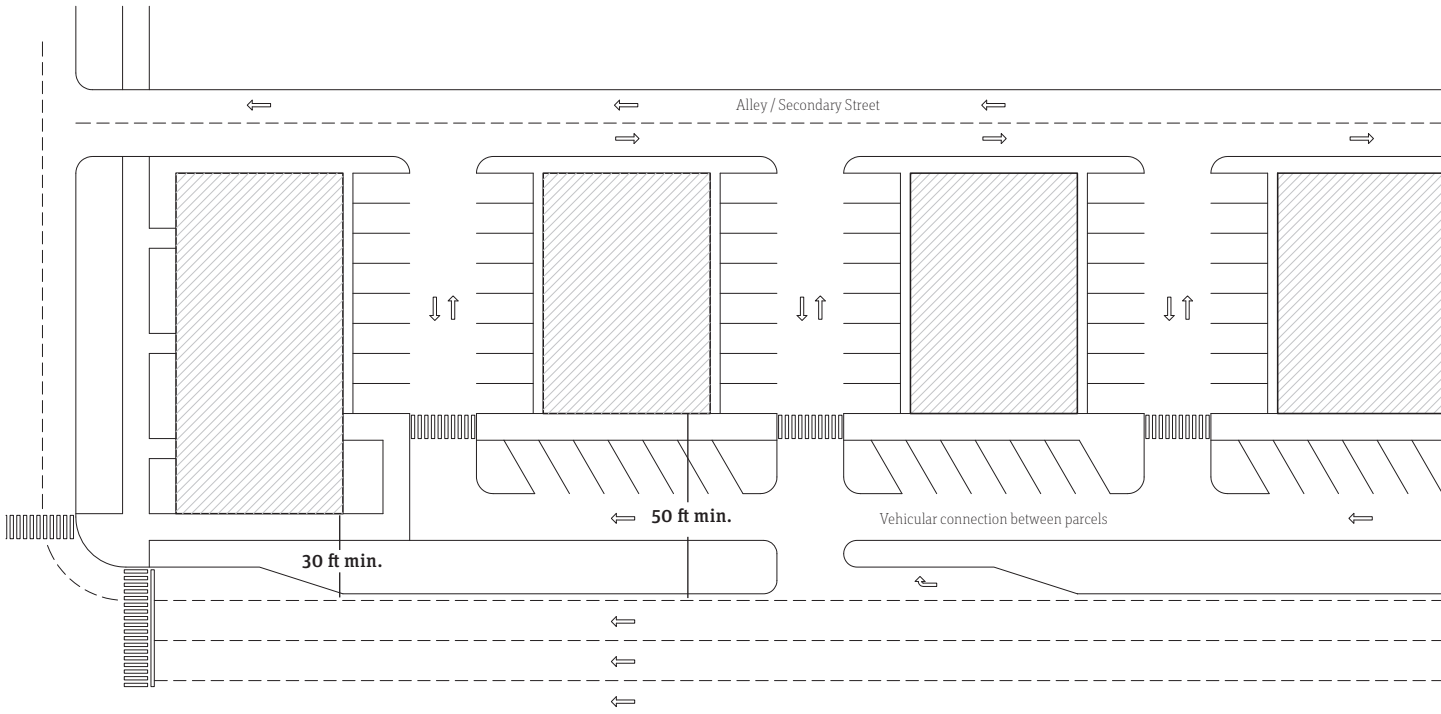 Alley / Secondary Street
50 ft min.
Vehicular connection between parcels
30 ft min.